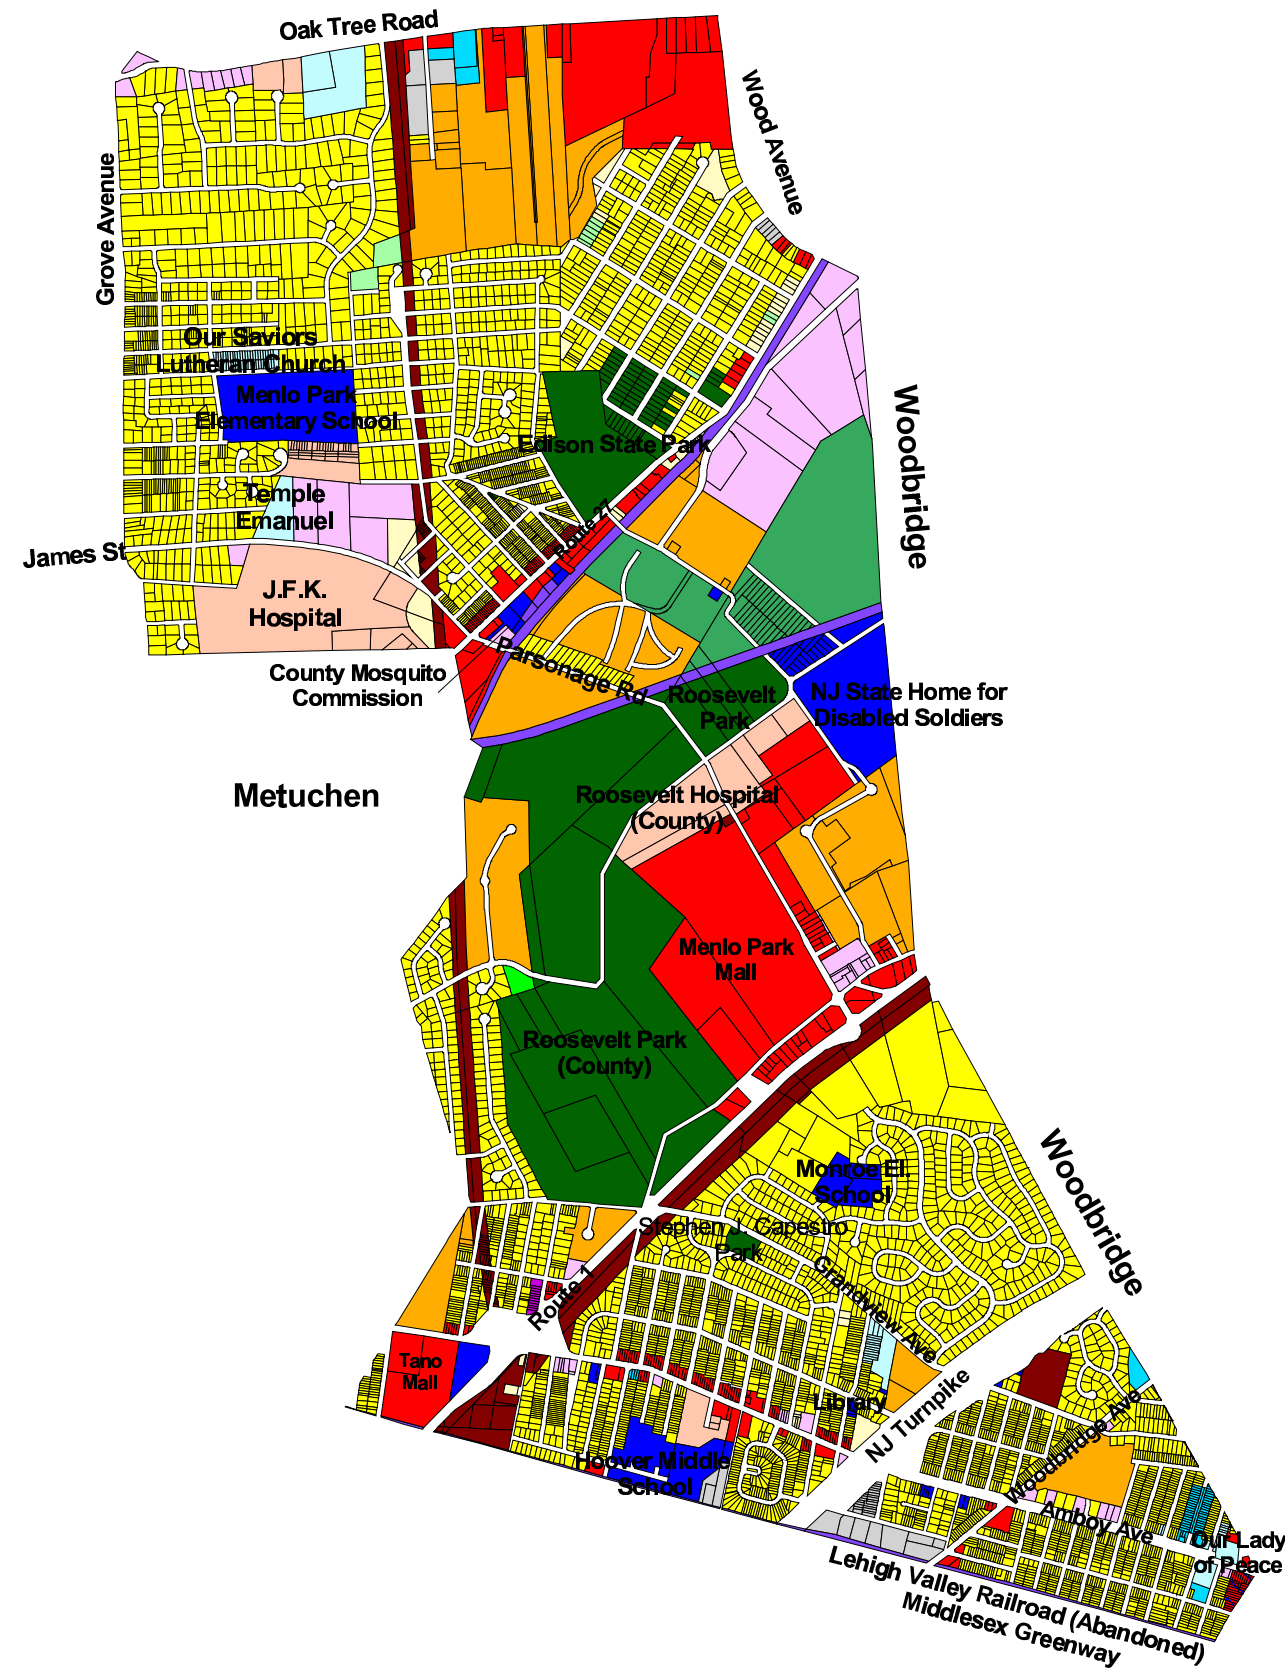 Oak Tree Road
Wood Avenue
Grove Avenue
Our Saviors
Lutheran Church
Menlo Park
Elementary School
Woodbridge
Edison State Park
Temple
Emanuel
Route 27
James St
J.F.K.
Hospital
County Mosquito
Commission
Parsonage Rd
Roosevelt
Park
NJ State Home for
Disabled Soldiers
Metuchen
Roosevelt Hospital
(County)
Menlo Park
Mall
Roosevelt Park
(County)
Woodbridge
Monroe El.
School
Stephen J. Capestro
Park
Grandview Ave
Route 1
Tano
Mall
Library
NJ Turnpike
Woodbridge Ave
Hoover Middle
School
Amboy Ave
Our Lady
of Peace
Lehigh Valley Railroad (Abandoned)
Middlesex Greenway